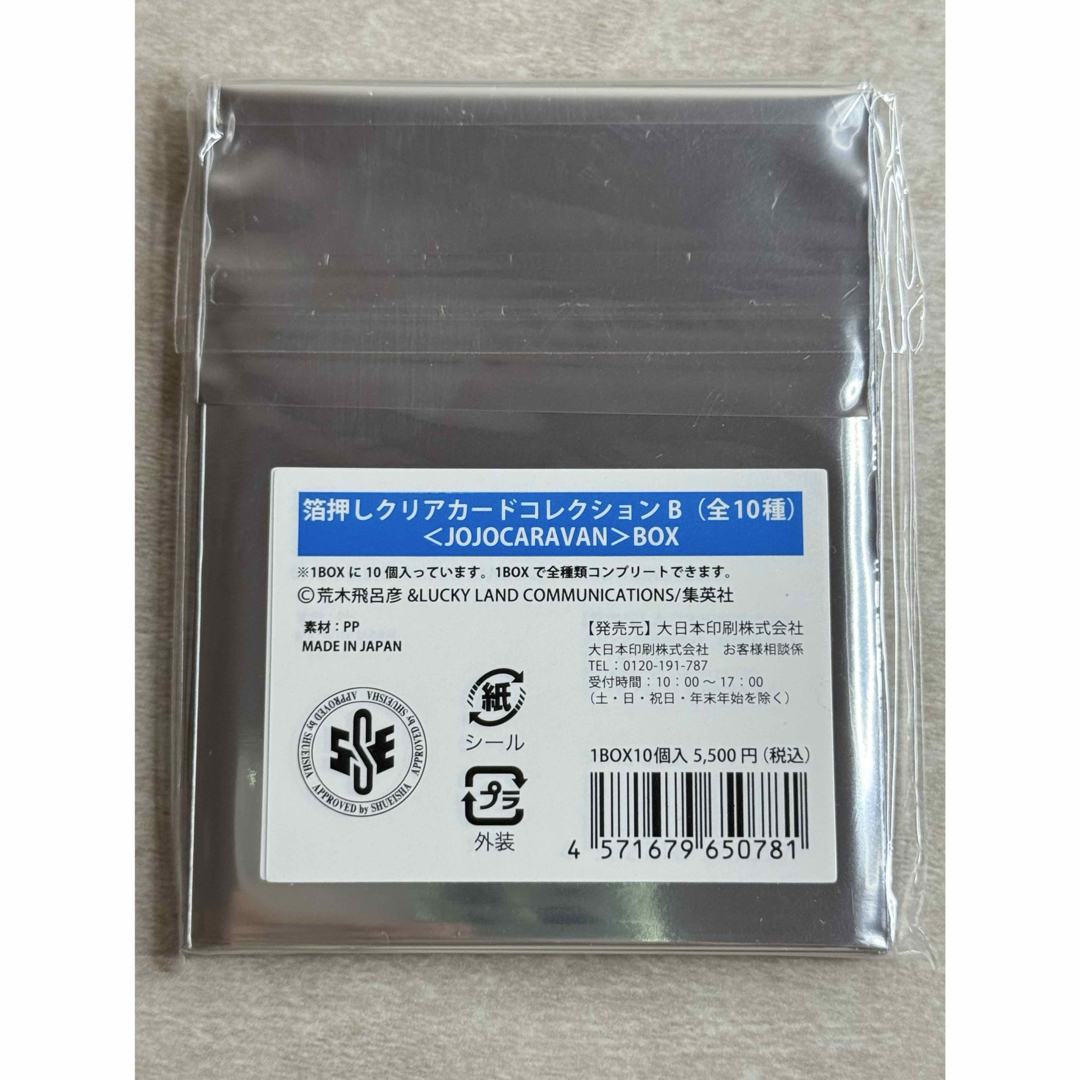 箔押しクリアカードコレクション B（全10種）
＜JOJOCARAVAN＞BOX
※1BOX に 10 個入っています。1BOX で全種類コンプリートできます。
Ⓒ荒木飛呂彦 &LUCKY LAND COMMUNICATIONS/集英社
素材：PP
MADE IN JAPAN
【発売元】大日本印刷株式会社
大日本印刷株式会社　お客様相談係
TEL：0120-191-787
受付時間：10：00 ～ 17：00
（土・日・祝日・年末年始を除く）
APPROVED by SHUEISHA APPROVED by SHUEISHA APPROVED by SHUEISHA
SSE
紙
シール
プラ
外装
1BOX10個入 5,500 円（税込）
4 571679 650781